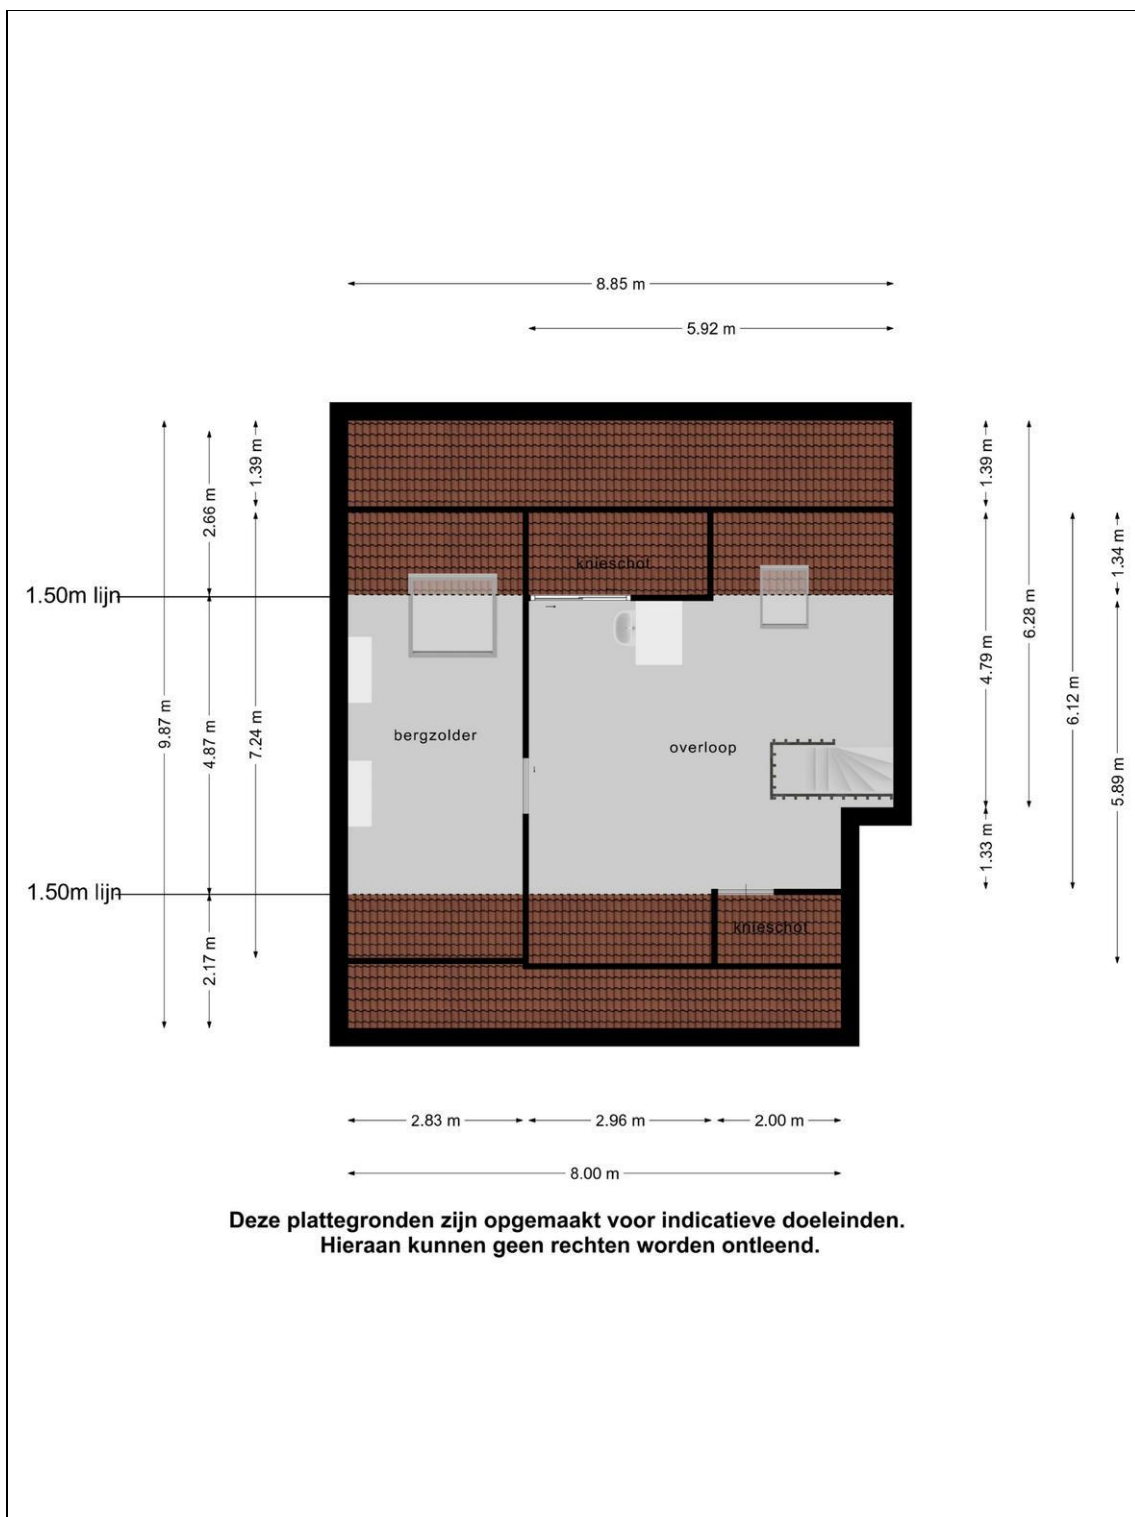 8.85 m
5.92 m
1.39 m
2.66 m
1.39 m
1.34 m
knieschot
1.50m lijn
6.28 m
4.79 m
6.12 m
9.87 m
4.87 m
7.24 m
bergzolder
overloop
5.89 m
1.33 m
1.50m lijn
2.17 m
knieschot
2.83 m
2.96 m
2.00 m
8.00 m
Deze plattegronden zijn opgemaakt voor indicatieve doeleinden.
Hieraan kunnen geen rechten worden ontleend.